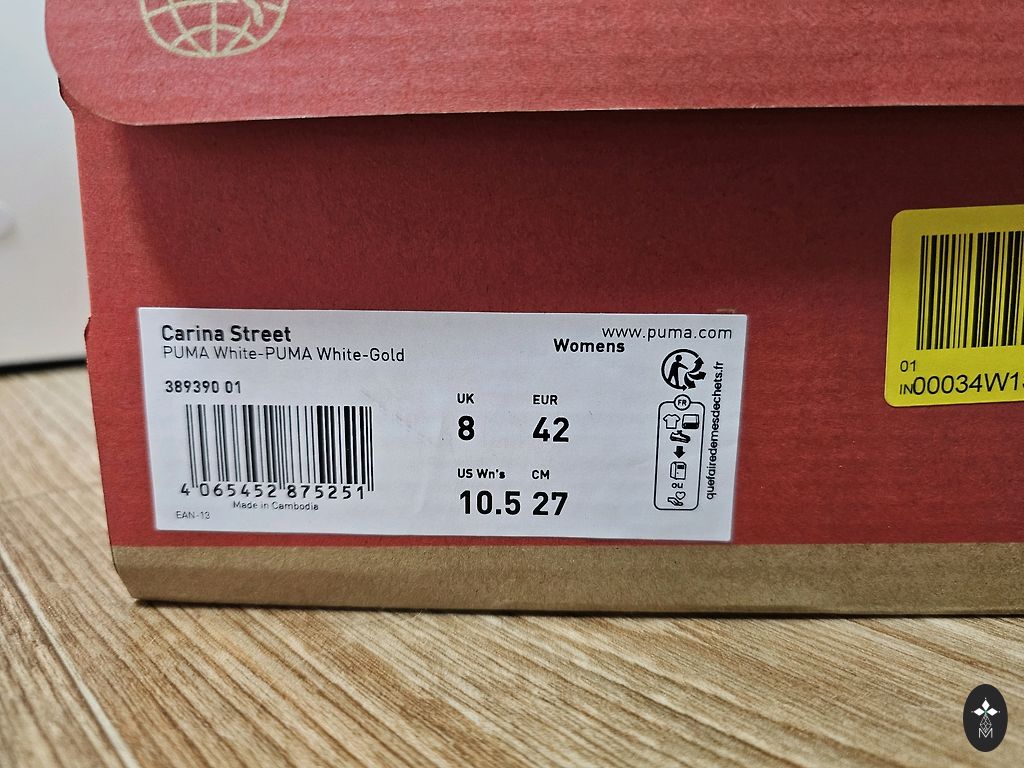 Carina Street
PUMA White-PUMA White-Gold
www.puma.com
Womens
389390 01
UK EUR
8 42
US Wn's CM
10.5 27
4 065452 875251
Made in Cambodia
EAN-13
FR
quefairedemesdechets.fr
01
IN00034W1
M